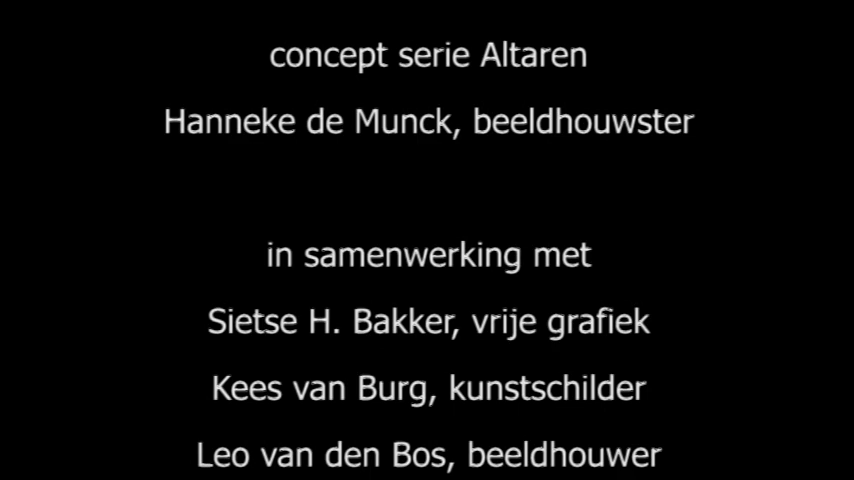 concept serie Altaren
Hanneke de Munck, beeldhouwster
in samenwerking met
Sietse H. Bakker, vrije grafiek
Kees van Burg, kunstschilder
Leo van den Bos, beeldhouwer